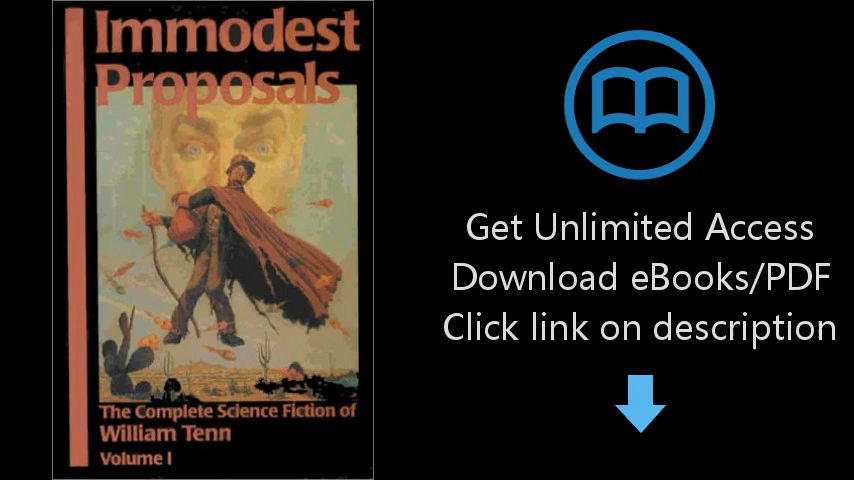 Immodest
Proposals
The Complete Science Fiction of
William Tenn
Volume I
Get Unlimited Access
Download eBooks/PDF
Click link on description